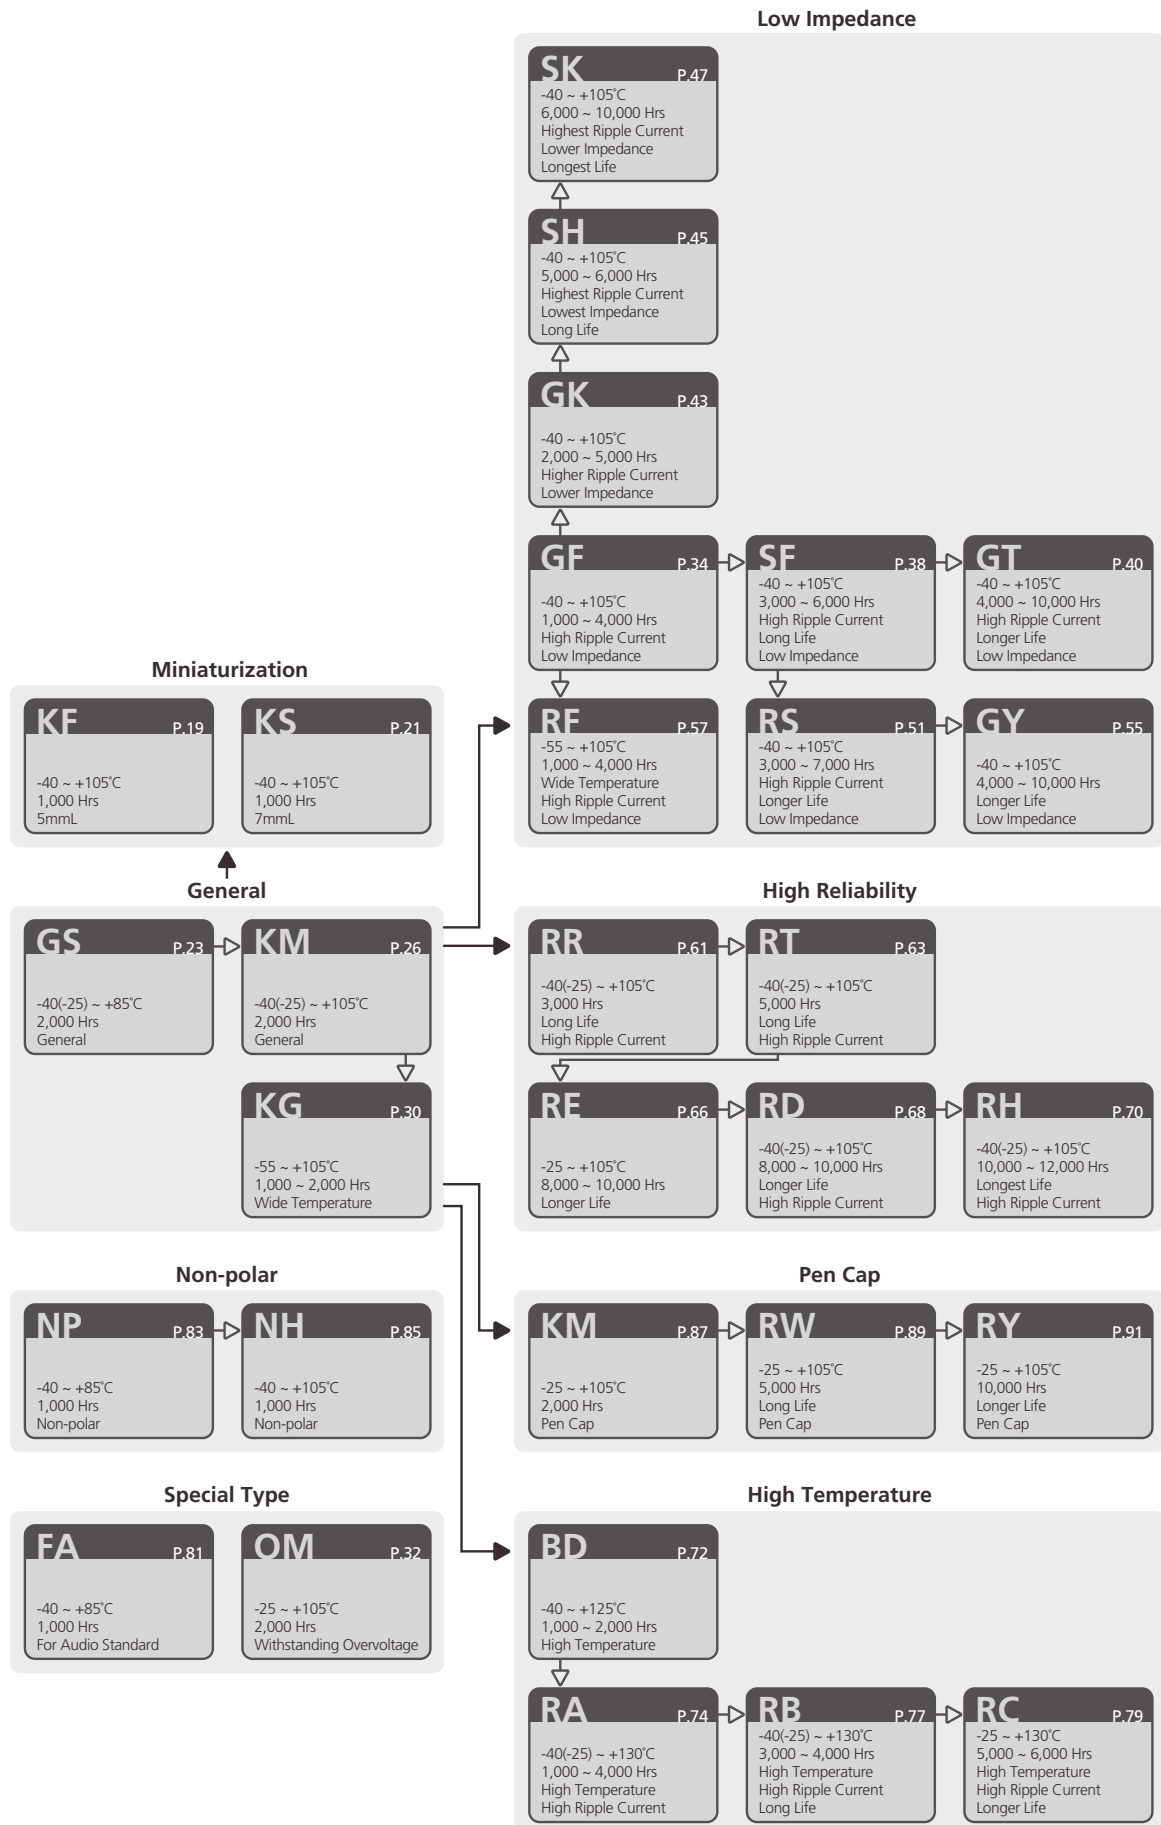 Low Impedance
SK P.47
-40 ~ +105˚C
6,000 ~ 10,000 Hrs
Highest Ripple Current
Lower Impedance
Longest Life
SH P.45
-40 ~ +105˚C
5,000 ~ 6,000 Hrs
Highest Ripple Current
Lowest Impedance
Long Life
GK P.43
-40 ~ +105˚C
2,000 ~ 5,000 Hrs
Higher Ripple Current
Lower Impedance
GF P.34
-40 ~ +105˚C
1,000 ~ 4,000 Hrs
High Ripple Current
Low Impedance
SF P.38
-40 ~ +105˚C
3,000 ~ 6,000 Hrs
High Ripple Current
Long Life
Low Impedance
GT P.40
-40 ~ +105˚C
4,000 ~ 10,000 Hrs
High Ripple Current
Longer Life
Low Impedance
RF P.57
-55 ~ +105˚C
1,000 ~ 4,000 Hrs
Wide Temperature
High Ripple Current
Low Impedance
RS P.51
-40 ~ +105˚C
3,000 ~ 7,000 Hrs
High Ripple Current
Longer Life
Low Impedance
GY P.55
-40 ~ +105˚C
4,000 ~ 10,000 Hrs
Longer Life
Low Impedance
Miniaturization
KF P.19
-40 ~ +105˚C
1,000 Hrs
5mmL
KS P.21
-40 ~ +105˚C
1,000 Hrs
7mmL
General
GS P.23
-40(-25) ~ +85˚C
2,000 Hrs
General
KM P.26
-40(-25) ~ +105˚C
2,000 Hrs
General
KG P.30
-55 ~ +105˚C
1,000 ~ 2,000 Hrs
Wide Temperature
High Reliability
RR P.61
-40(-25) ~ +105˚C
3,000 Hrs
Long Life
High Ripple Current
RT P.63
-40(-25) ~ +105˚C
5,000 Hrs
Long Life
High Ripple Current
RE P.66
-25 ~ +105˚C
8,000 ~ 10,000 Hrs
Longer Life
RD P.68
-40(-25) ~ +105˚C
8,000 ~ 10,000 Hrs
Longer Life
High Ripple Current
RH P.70
-40(-25) ~ +105˚C
10,000 ~ 12,000 Hrs
Longest Life
High Ripple Current
Non-polar
NP P.83
-40 ~ +85˚C
1,000 Hrs
Non-polar
NH P.85
-40 ~ +105˚C
1,000 Hrs
Non-polar
Pen Cap
KM P.87
-25 ~ +105˚C
2,000 Hrs
Pen Cap
RW P.89
-25 ~ +105˚C
5,000 Hrs
Long Life
Pen Cap
RY P.91
-25 ~ +105˚C
10,000 Hrs
Longer Life
Pen Cap
Special Type
FA P.81
-40 ~ +85˚C
1,000 Hrs
For Audio Standard
OM P.32
-25 ~ +105˚C
2,000 Hrs
Withstanding Overvoltage
High Temperature
BD P.72
-40 ~ +125˚C
1,000 ~ 2,000 Hrs
High Temperature
RA P.74
-40(-25) ~ +130˚C
1,000 ~ 4,000 Hrs
High Temperature
High Ripple Current
RB P.77
-40(-25) ~ +130˚C
3,000 ~ 4,000 Hrs
High Temperature
High Ripple Current
Long Life
RC P.79
-25 ~ +130˚C
5,000 ~ 6,000 Hrs
High Temperature
High Ripple Current
Longer Life